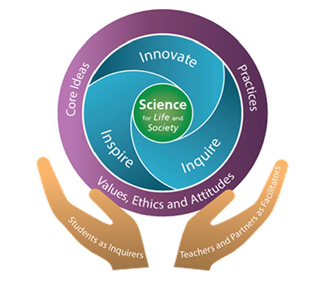 Core Ideas
Practices
Values, Ethics and Attitudes
Innovate
Inspire
Inquire
Science
for Life and
Society
Students as Inquirers
Teachers and Partners as Facilitators